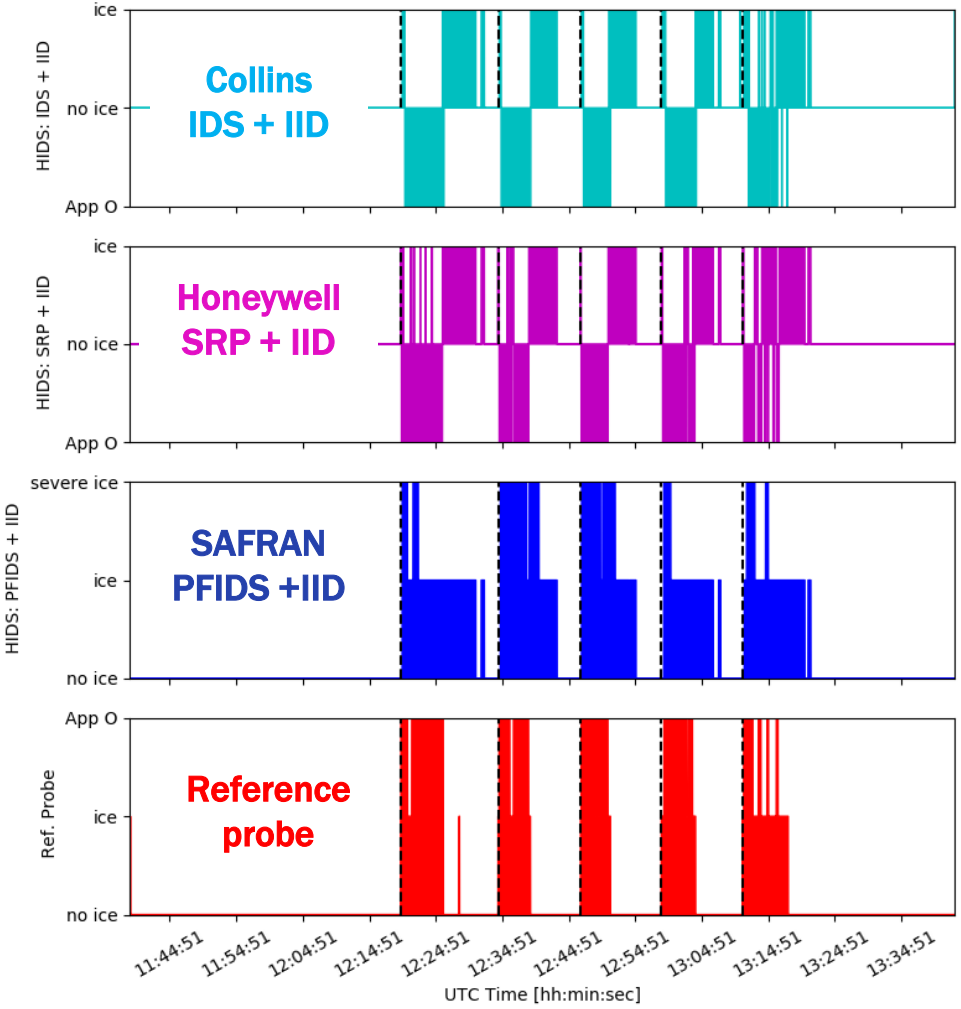 ice
Collins
IDS + IID
no ice
App O
HIDS: IDS + IID
ice
Honeywell
SRP + IID
no ice
App O
HIDS: SRP + IID
severe ice
SAFRAN
PFIDS +IID
ice
no ice
HIDS: PFIDS + IID
App O
Reference
probe
ice
no ice
Ref. Probe
11:44:51 11:54:51 12:04:51 12:14:51 12:24:51 12:34:51 12:44:51 12:54:51 13:04:51 13:14:51 13:24:51 13:34:51
UTC Time [hh:min:sec]